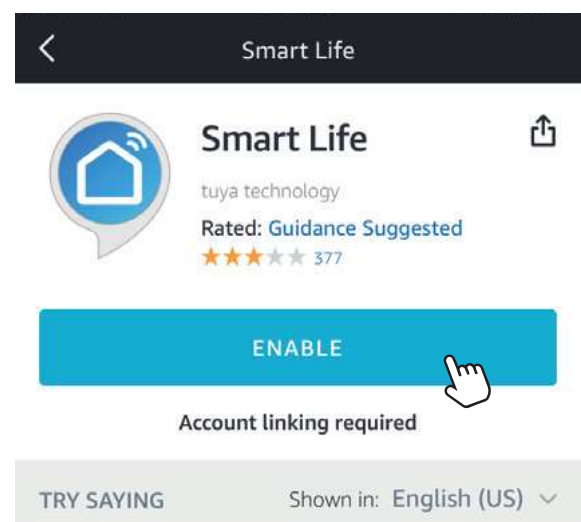 Smart Life
Smart Life
tuya technology
Rated: Guidance Suggested
377
ENABLE
Account linking required
TRY SAYING
Shown in: English (US)